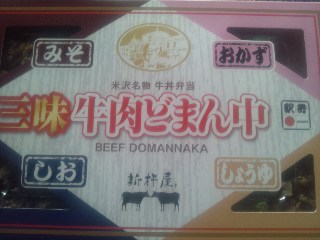 みそ
おかず
米沢名物 牛丼弁当
三味牛肉どまん中
BEEF DOMANNAKA
駅弁
しお
新杵屋
しょうゆ